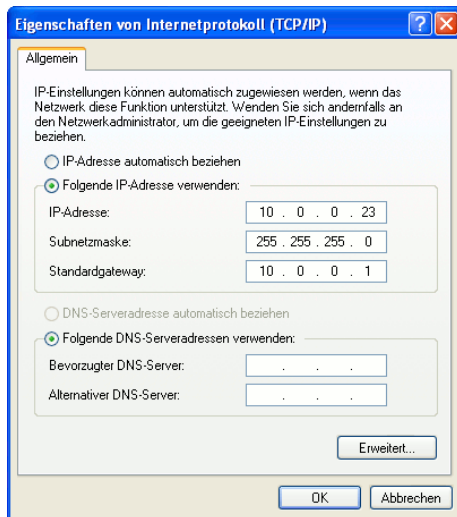 Eigenschaften von Internetprotokoll (TCP/IP)
Allgemein
IP-Einstellungen können automatisch zugewiesen werden, wenn das
Netzwerk diese Funktion unterstützt. Wenden Sie sich andernfalls an
den Netzwerkadministrator, um die geeigneten IP-Einstellungen zu
beziehen.
IP-Adresse automatisch beziehen
Folgende IP-Adresse verwenden:
IP-Adresse: 10 . 0 . 0 . 23
Subnetzmaske: 255 . 255 . 255 . 0
Standardgateway: 10 . 0 . 0 . 1
DNS-Serveradresse automatisch beziehen
Folgende DNS-Serveradressen verwenden:
Bevorzugter DNS-Server: . . .
Alternativer DNS-Server: . . .
Erweitert...
OK Abbrechen